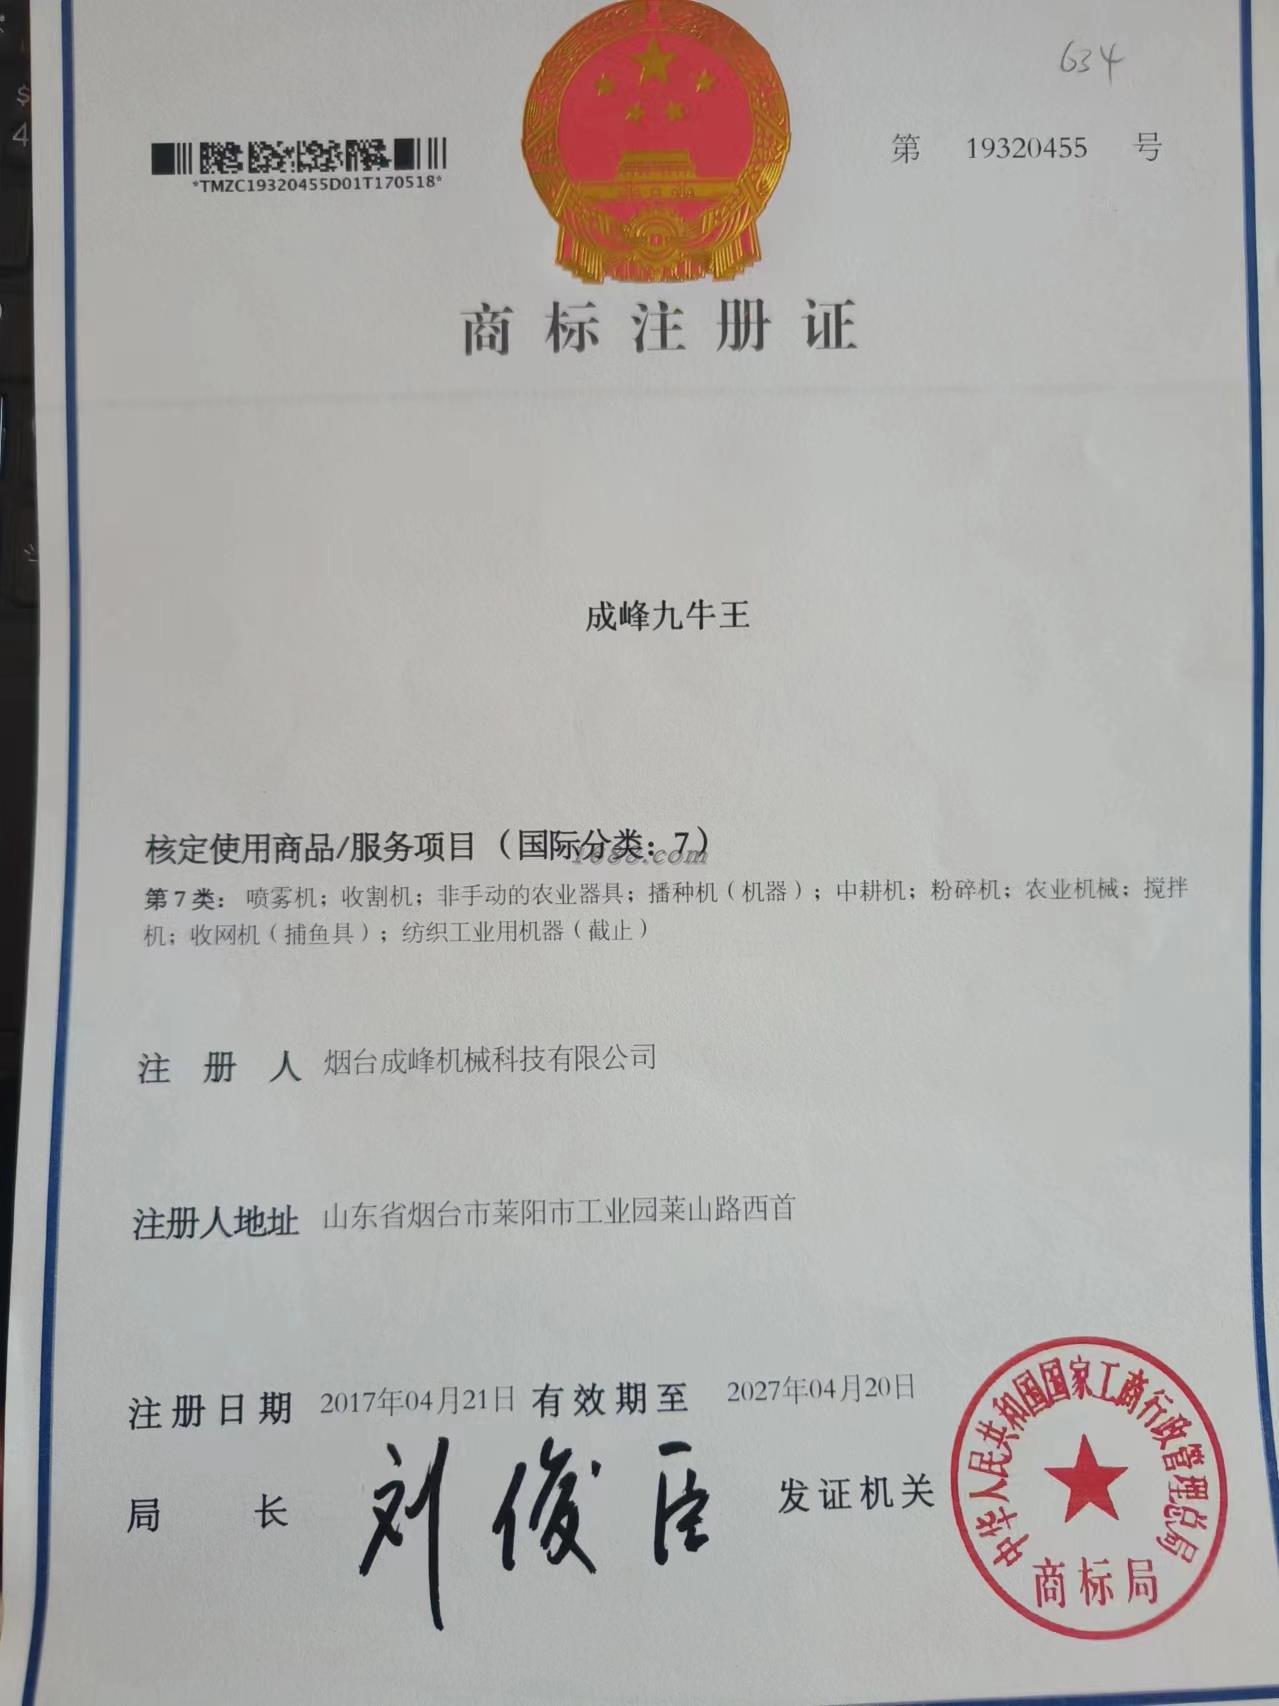 $
4
634
*TMZC19320455D01T170518*
第 19320455 号
商标注册证
成峰九牛王
核定使用商品/服务项目（国际分类：7）
1688.com
第7类：喷雾机；收割机；非手动的农业器具；播种机（机器）；中耕机；粉碎机；农业机械；搅拌
机；收网机（捕鱼具）；纺织工业用机器（截止）
注册人 烟台成峰机械科技有限公司
注册人地址 山东省烟台市莱阳市工业园莱山路西首
注册日期 2017年04月21日 有效期至 2027年04月20日
局长 刘俊臣 发证机关
中华人民共和国国家工商行政管理总局
商标局